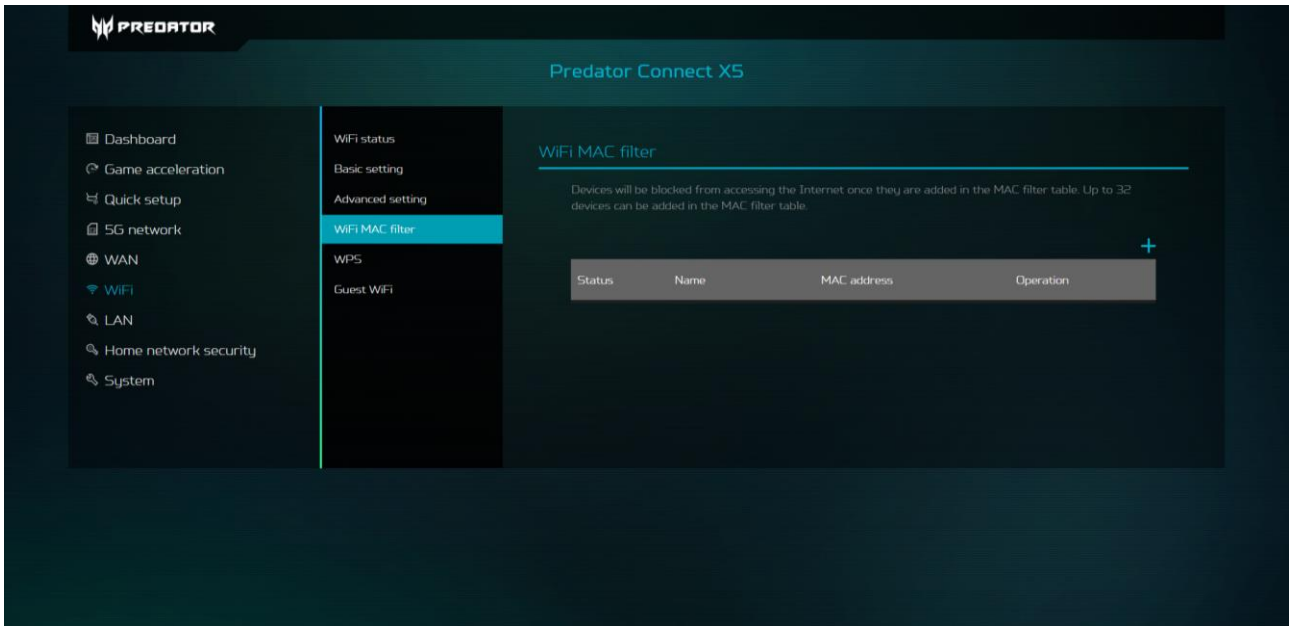 PREDATOR
Predator Connect X5
Dashboard
Game acceleration
Quick setup
5G network
WAN
WiFi
LAN
Home network security
System
WiFi status
Basic setting
Advanced setting
WiFi MAC filter
WPS
Guest WiFi
WiFi MAC filter
Devices will be blocked from accessing the Internet once they are added in the MAC filter table. Up to 32
devices can be added in the MAC filter table.
+
Status Name MAC address Operation